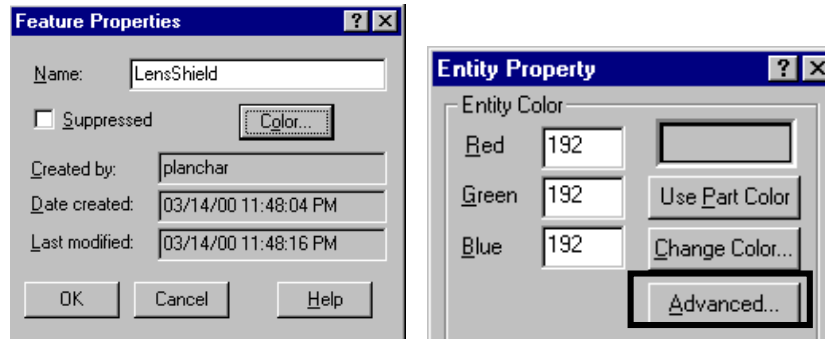 Feature Properties
Name: LensShield
Suppressed Color...
Created by: planchar
Date created: 03/14/00 11:48:04 PM
Last modified: 03/14/00 11:48:16 PM
OK Cancel Help
Entity Property
Entity Color
Red 192
Green 192 Use Part Color
Blue 192 Change Color...
Advanced...